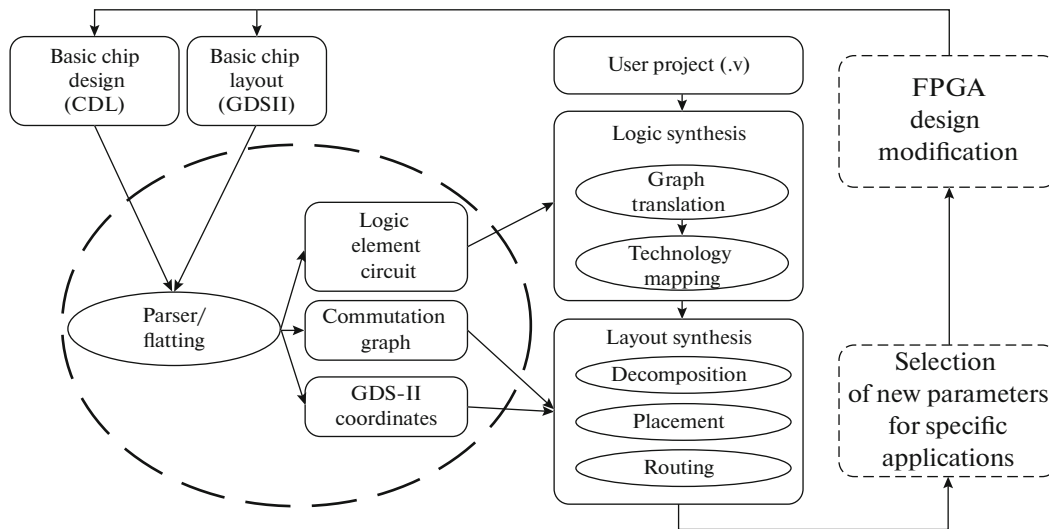 Basic chip
design
(CDL)
Basic chip
layout
(GDSII)
User project (.v)
FPGA
design
modification
Logic synthesis
Graph
translation
Technology
mapping
Logic
element
circuit
Parser/
flatting
Commutation
graph
GDS-II
coordinates
Layout synthesis
Decomposition
Placement
Routing
Selection
of new parameters
for specific
applications